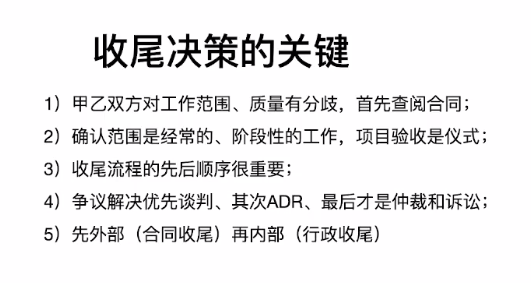 收尾决策的关键
1）甲乙双方对工作范围、质量有分歧，首先查阅合同；
2）确认范围是经常的、阶段性的工作，项目验收是仪式；
3）收尾流程的先后顺序很重要；
4）争议解决优先谈判、其次ADR、最后才是仲裁和诉讼；
5）先外部（合同收尾）再内部（行政收尾）